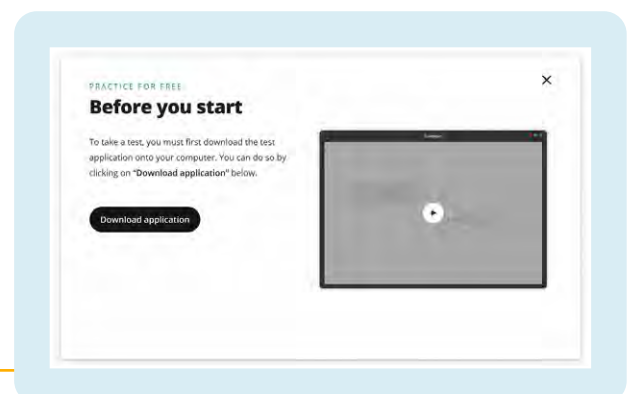 PRACTICE FOR FREE
Before you start
To take a test, you must first download the test
application onto your computer. You can do so by
clicking on "Download application" below.
Download application